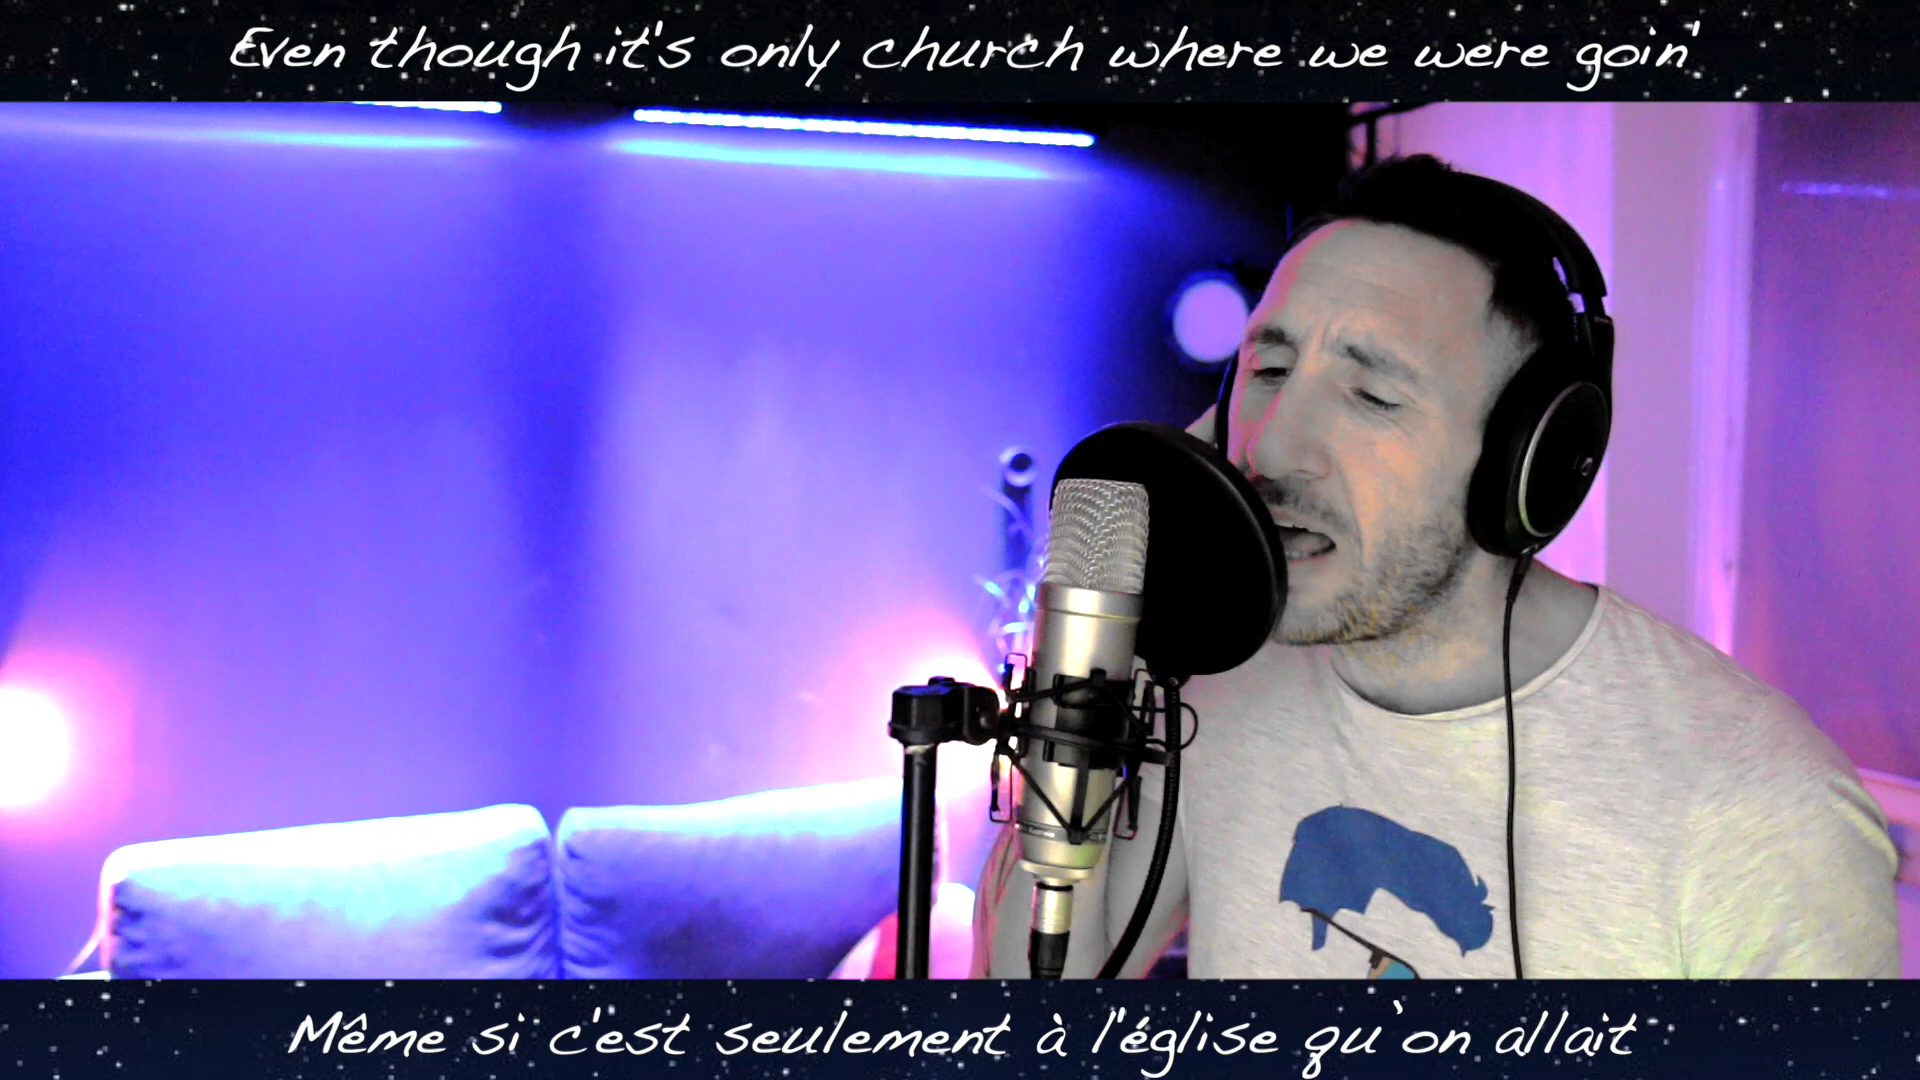 Even though it's only church where we were goin'
Même si c'est seulement à l'église qu'on allait